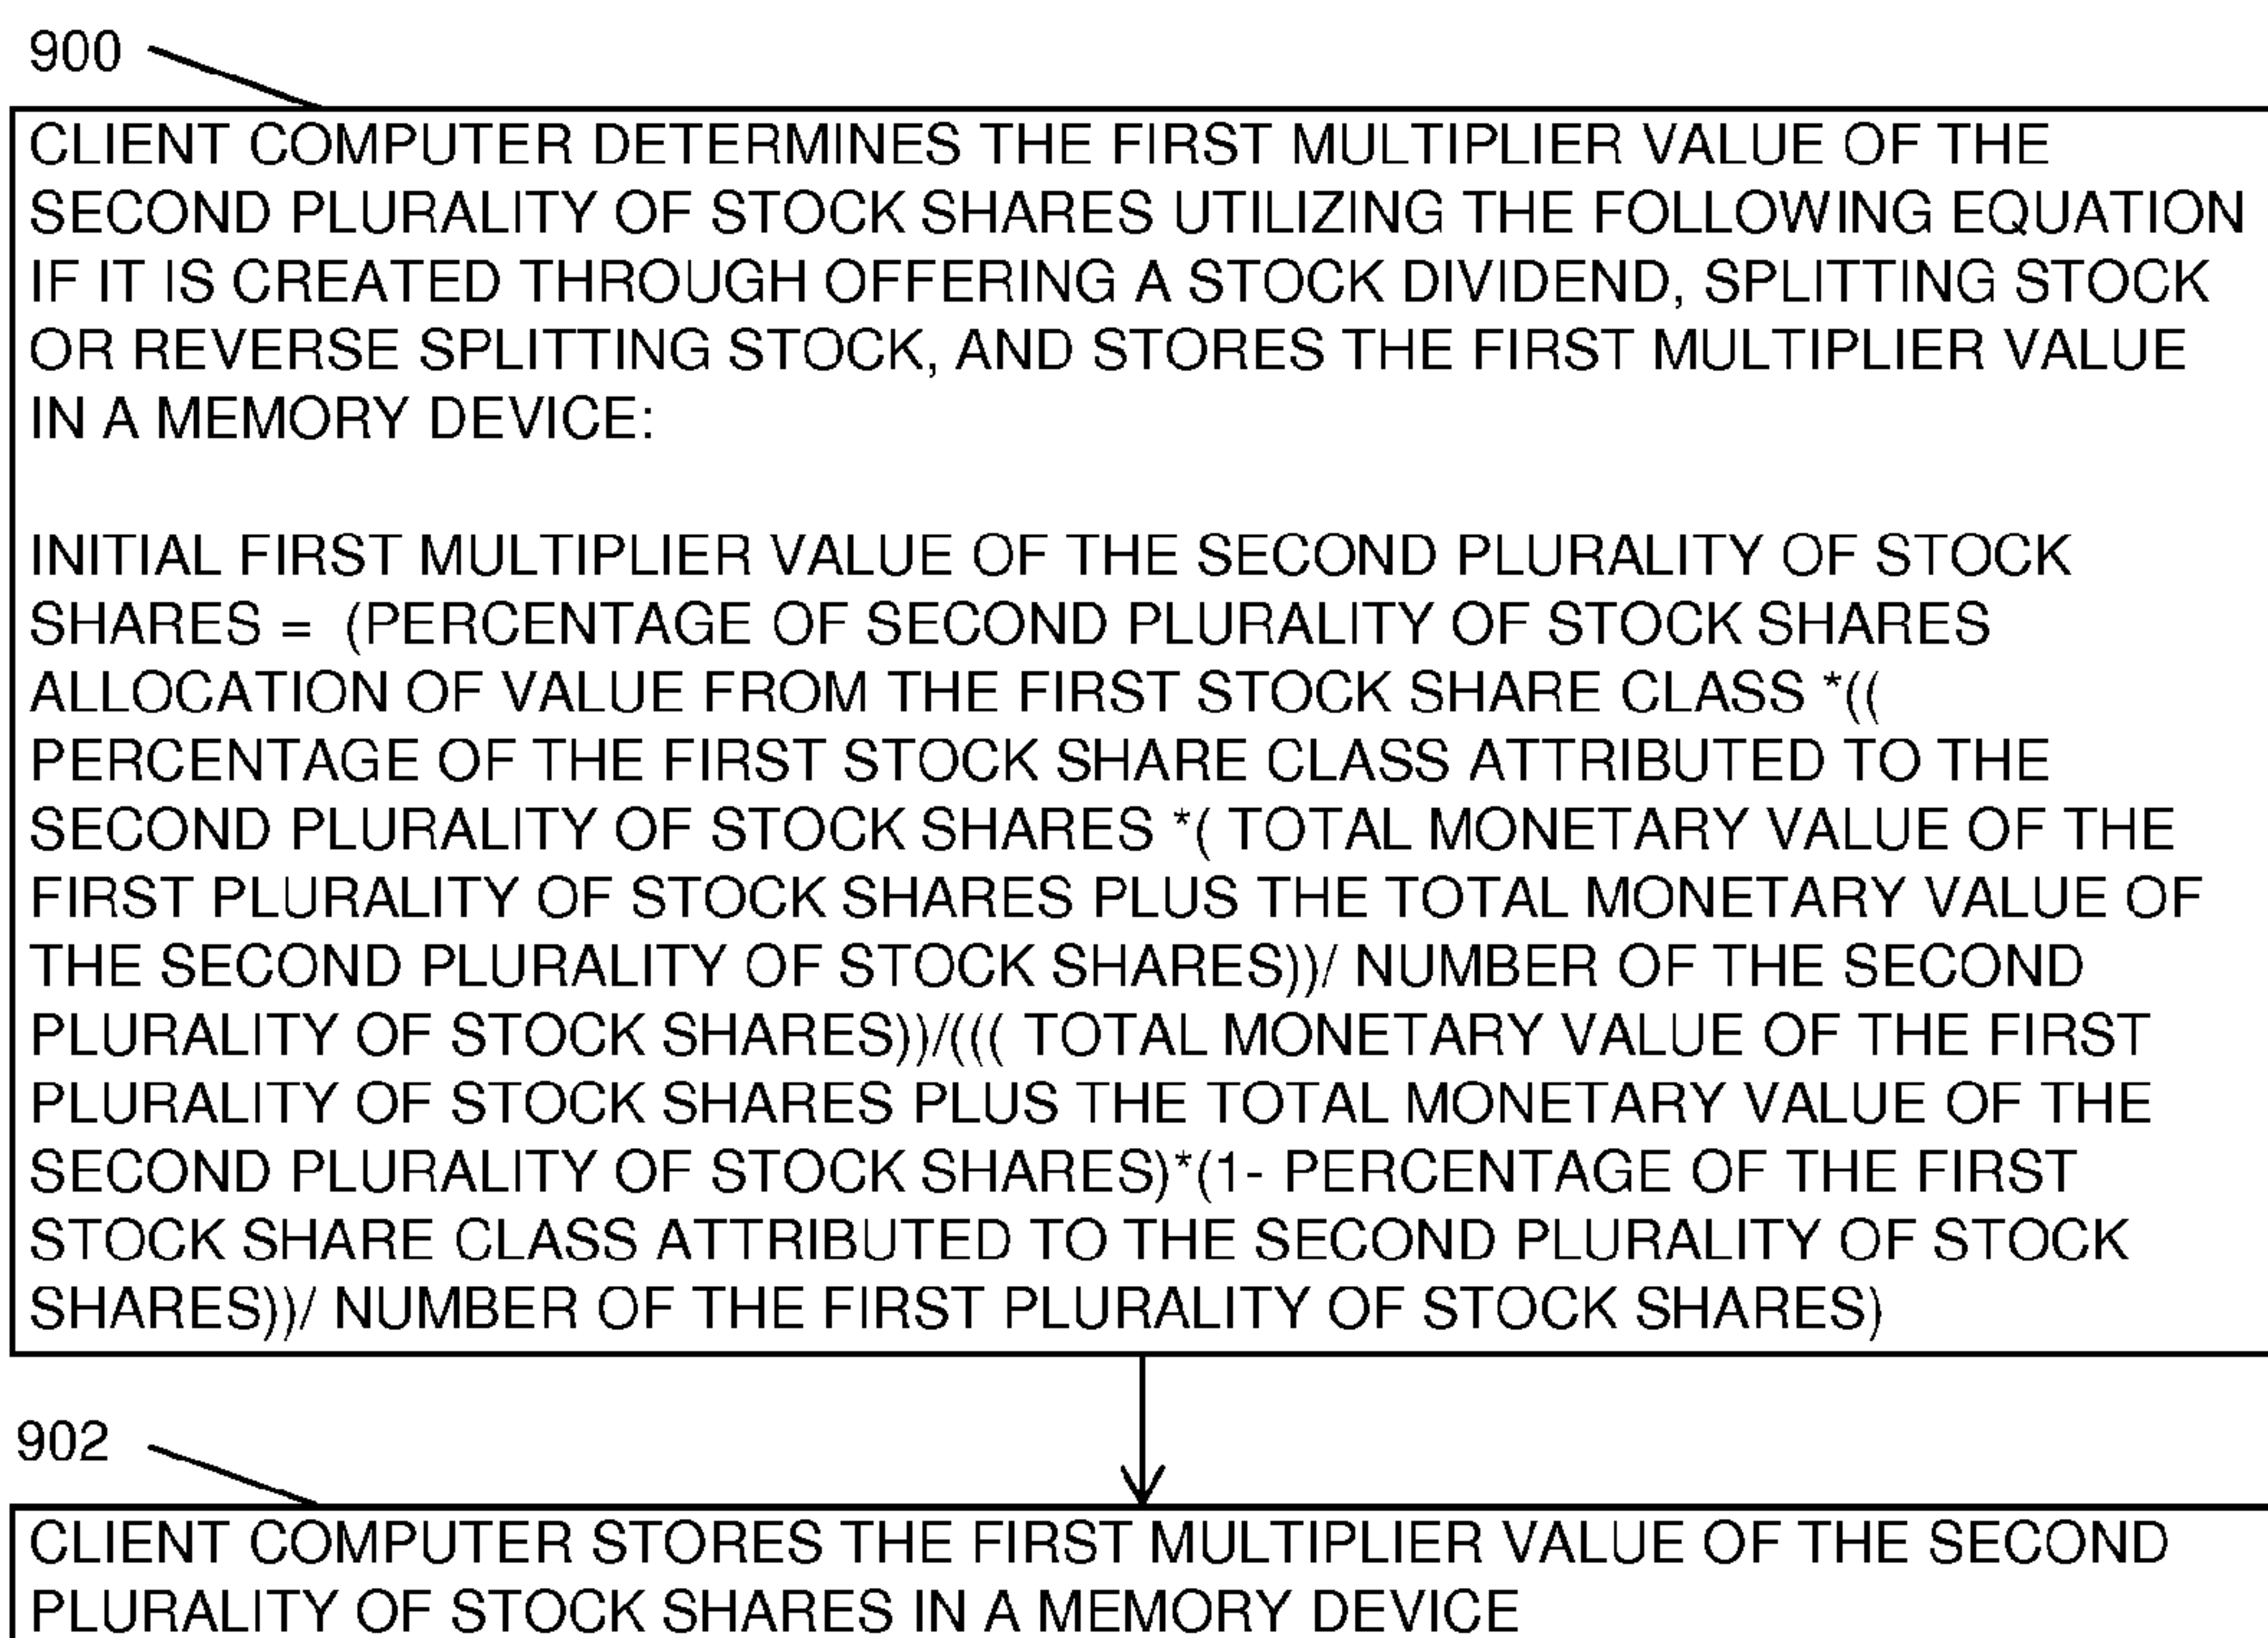 900
CLIENT COMPUTER DETERMINES THE FIRST MULTIPLIER VALUE OF THE
SECOND PLURALITY OF STOCK SHARES UTILIZING THE FOLLOWING EQUATION
IF IT IS CREATED THROUGH OFFERING A STOCK DIVIDEND, SPLITTING STOCK
OR REVERSE SPLITTING STOCK, AND STORES THE FIRST MULTIPLIER VALUE
IN A MEMORY DEVICE:
INITIAL FIRST MULTIPLIER VALUE OF THE SECOND PLURALITY OF STOCK
SHARES = (PERCENTAGE OF SECOND PLURALITY OF STOCK SHARES
ALLOCATION OF VALUE FROM THE FIRST STOCK SHARE CLASS *((
PERCENTAGE OF THE FIRST STOCK SHARE CLASS ATTRIBUTED TO THE
SECOND PLURALITY OF STOCK SHARES *( TOTAL MONETARY VALUE OF THE
FIRST PLURALITY OF STOCK SHARES PLUS THE TOTAL MONETARY VALUE OF
THE SECOND PLURALITY OF STOCK SHARES))/ NUMBER OF THE SECOND
PLURALITY OF STOCK SHARES))/((( TOTAL MONETARY VALUE OF THE FIRST
PLURALITY OF STOCK SHARES PLUS THE TOTAL MONETARY VALUE OF THE
SECOND PLURALITY OF STOCK SHARES)*(1- PERCENTAGE OF THE FIRST
STOCK SHARE CLASS ATTRIBUTED TO THE SECOND PLURALITY OF STOCK
SHARES))/ NUMBER OF THE FIRST PLURALITY OF STOCK SHARES)
902
CLIENT COMPUTER STORES THE FIRST MULTIPLIER VALUE OF THE SECOND
PLURALITY OF STOCK SHARES IN A MEMORY DEVICE